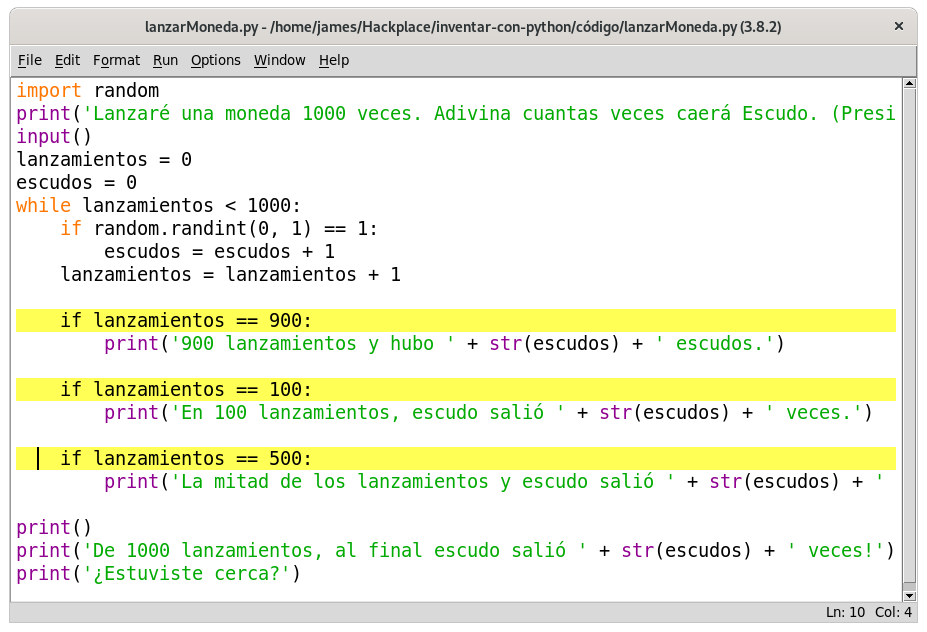 lanzarMoneda.py - /home/james/Hackplace/inventar-con-python/código/lanzarMoneda.py (3.8.2) ×
File Edit Format Run Options Window Help
import random
print('Lanzaré una moneda 1000 veces. Adivina cuantas veces caerá Escudo. (Presi
input()
lanzamientos = 0
escudos = 0
while lanzamientos < 1000:
    if random.randint(0, 1) == 1:
        escudos = escudos + 1
    lanzamientos = lanzamientos + 1
    if lanzamientos == 900:
        print('900 lanzamientos y hubo ' + str(escudos) + ' escudos.')
    if lanzamientos == 100:
        print('En 100 lanzamientos, escudo salió ' + str(escudos) + ' veces.')
    if lanzamientos == 500:
        print('La mitad de los lanzamientos y escudo salió ' + str(escudos) + '
print()
print('De 1000 lanzamientos, al final escudo salió ' + str(escudos) + ' veces!')
print('¿Estuviste cerca?')
Ln: 10 Col: 4